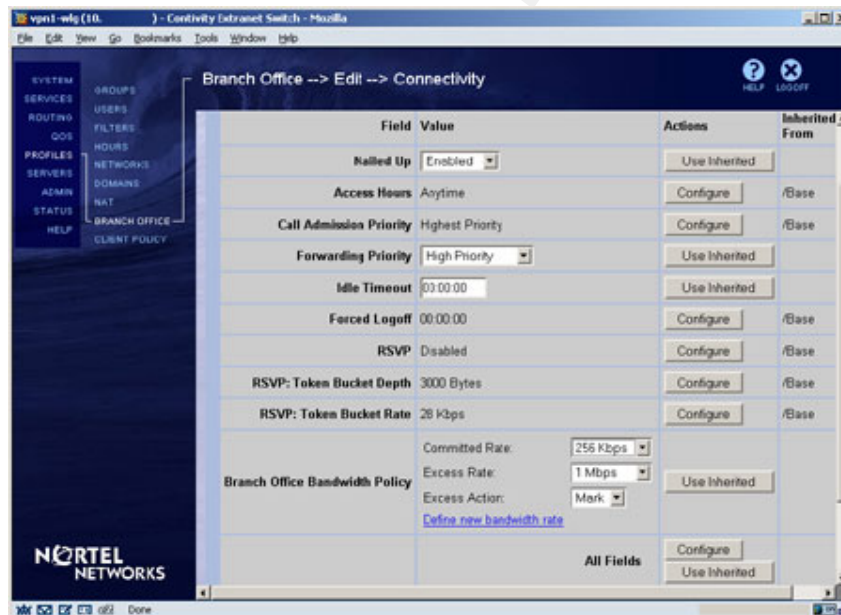 vpn1-wlg (10. ) - Contivity Extranet Switch - Mozilla
File Edit View Go Bookmarks Tools Window Help
SYSTEM
SERVICES
ROUTING
QOS
PROFILES
SERVERS
ADMIN
STATUS
HELP
GROUPS
USERS
FILTERS
HOURS
NETWORKS
DOMAINS
NAT
BRANCH OFFICE
CLIENT POLICY
Branch Office --> Edit --> Connectivity
HELP LOGOFF
Field Value Actions Inherited From
Nailed Up Enabled Use Inherited
Access Hours Anytime Configure /Base
Call Admission Priority Highest Priority Configure /Base
Forwarding Priority High Priority Use Inherited
Idle Timeout 03:00:00 Use Inherited
Forced Logoff 00:00:00 Configure /Base
RSVP Disabled Configure /Base
RSVP: Token Bucket Depth 3000 Bytes Configure /Base
RSVP: Token Bucket Rate 28 Kbps Configure /Base
Branch Office Bandwidth Policy
Committed Rate: 256 Kbps
Excess Rate: 1 Mbps
Excess Action: Mark
Define new bandwidth rate
Use Inherited
All Fields Configure
Use Inherited
NORTEL
NETWORKS
Done